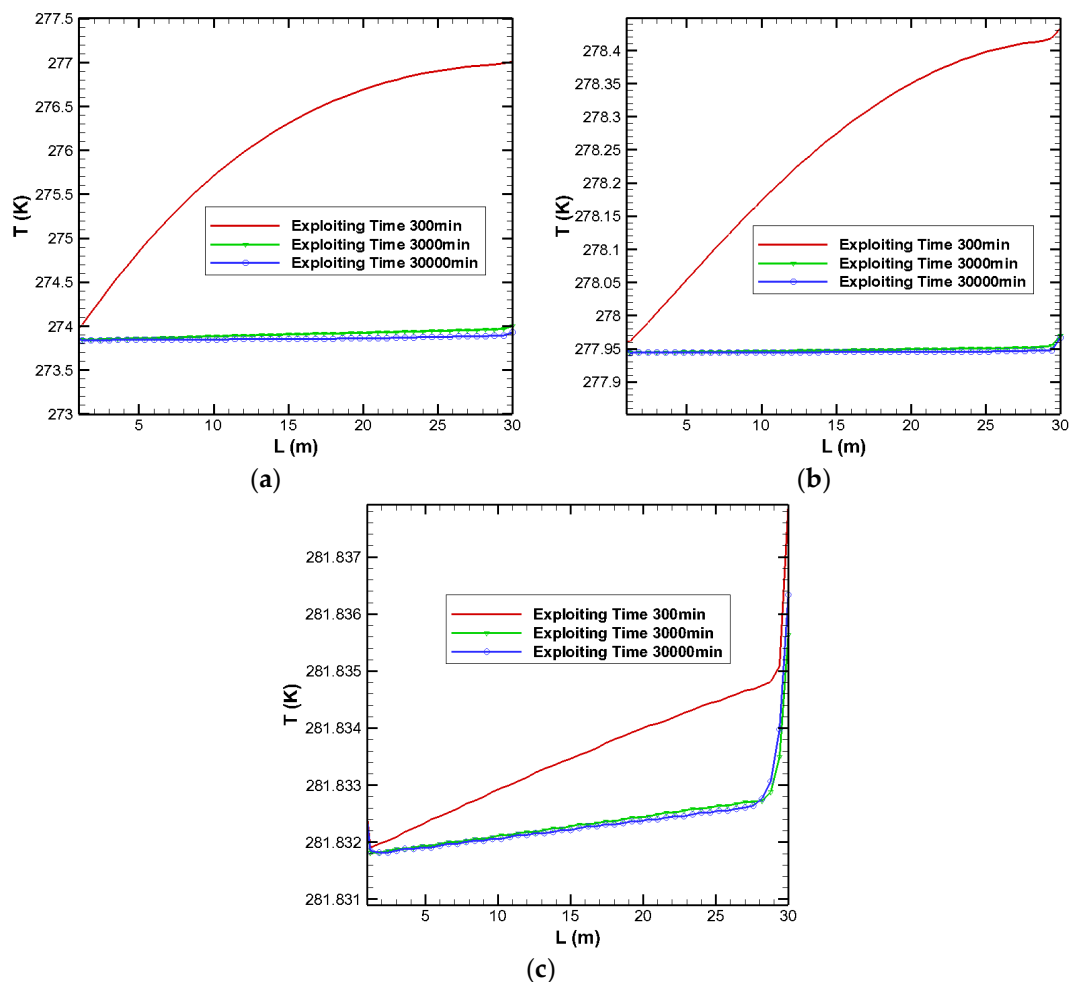 277.5
277
276.5
276
275.5
275
274.5
274
273.5
273
T (K)
Exploiting Time 300min
Exploiting Time 3000min
Exploiting Time 30000min
5 10 15 20 25 30
L (m)
(a)
278.4
278.35
278.3
278.25
278.2
278.15
278.1
278.05
278
277.95
277.9
T (K)
Exploiting Time 300min
Exploiting Time 3000min
Exploiting Time 30000min
5 10 15 20 25 30
L (m)
(b)
281.837
281.836
281.835
281.834
281.833
281.832
281.831
T (K)
Exploiting Time 300min
Exploiting Time 3000min
Exploiting Time 30000min
5 10 15 20 25 30
L (m)
(c)